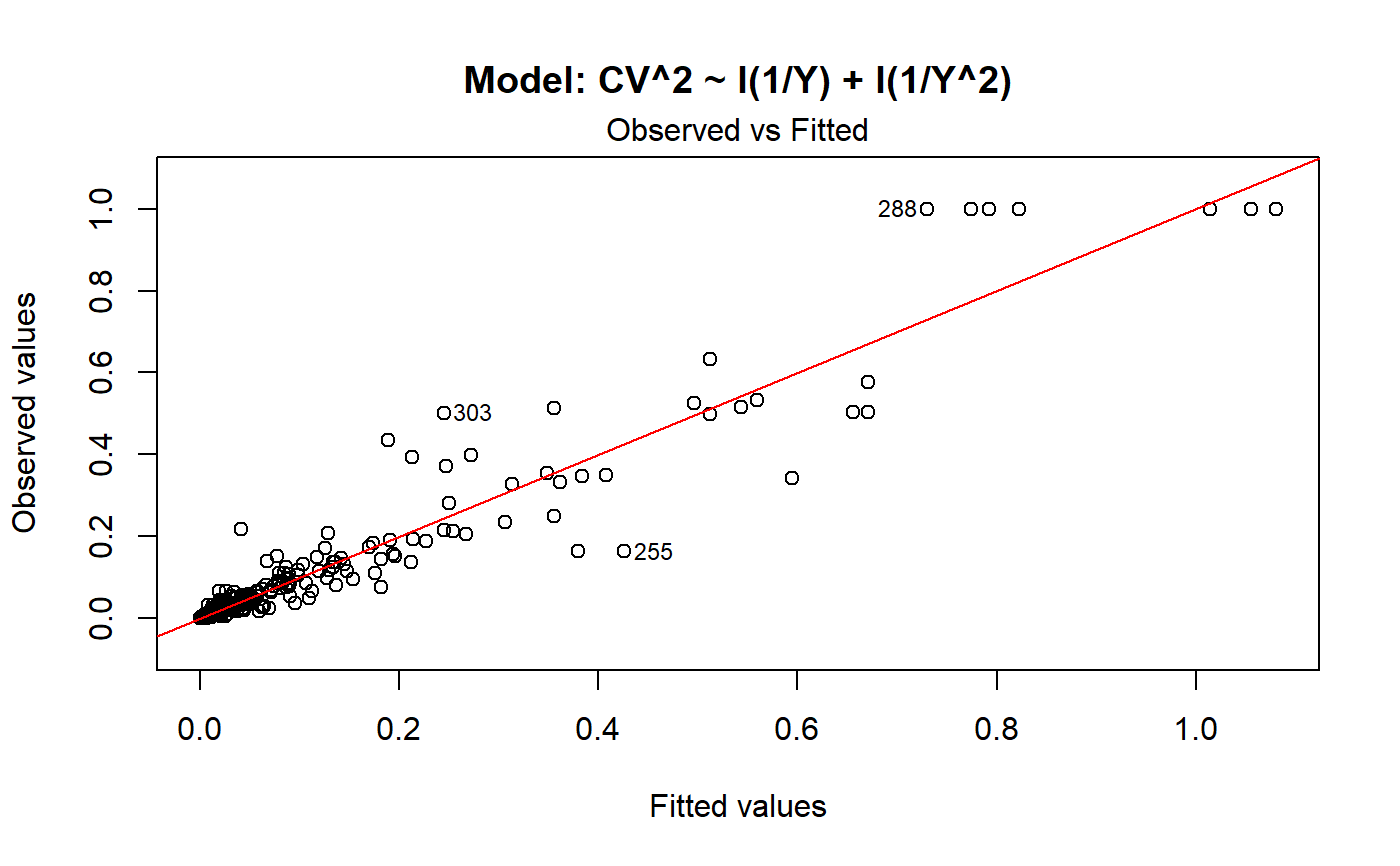 Model: CV^2 ~ I(1/Y) + I(1/Y^2)
Observed vs Fitted
Observed values
1.0
0.8
0.6
0.4
0.2
0.0
288
303
255
0.0 0.2 0.4 0.6 0.8 1.0
Fitted values